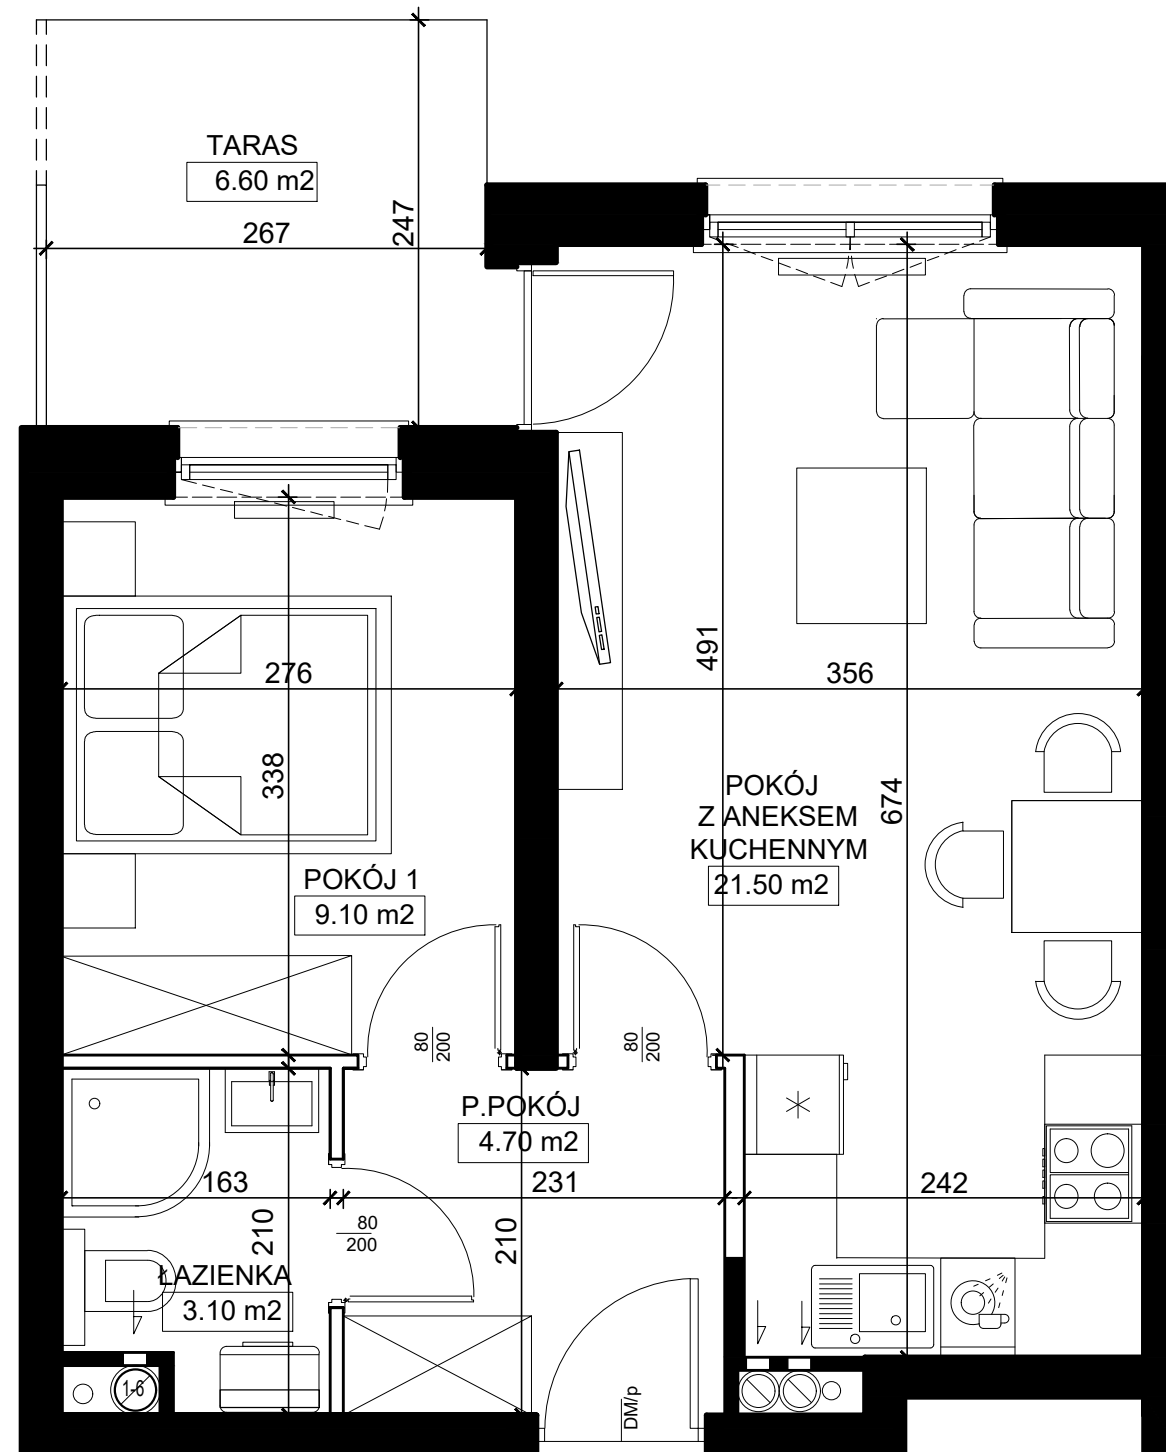 TARAS
6.60 m2
267
247
491
276
356
338
674
POKÓJ
Z ANEKSEM
KUCHENNYM
21.50 m2
POKÓJ 1
9.10 m2
80
200
80
200
P.POKÓJ
4.70 m2
163
231
242
210
80
200
210
ŁAZIENKA
3.10 m2
1-6
DM/p